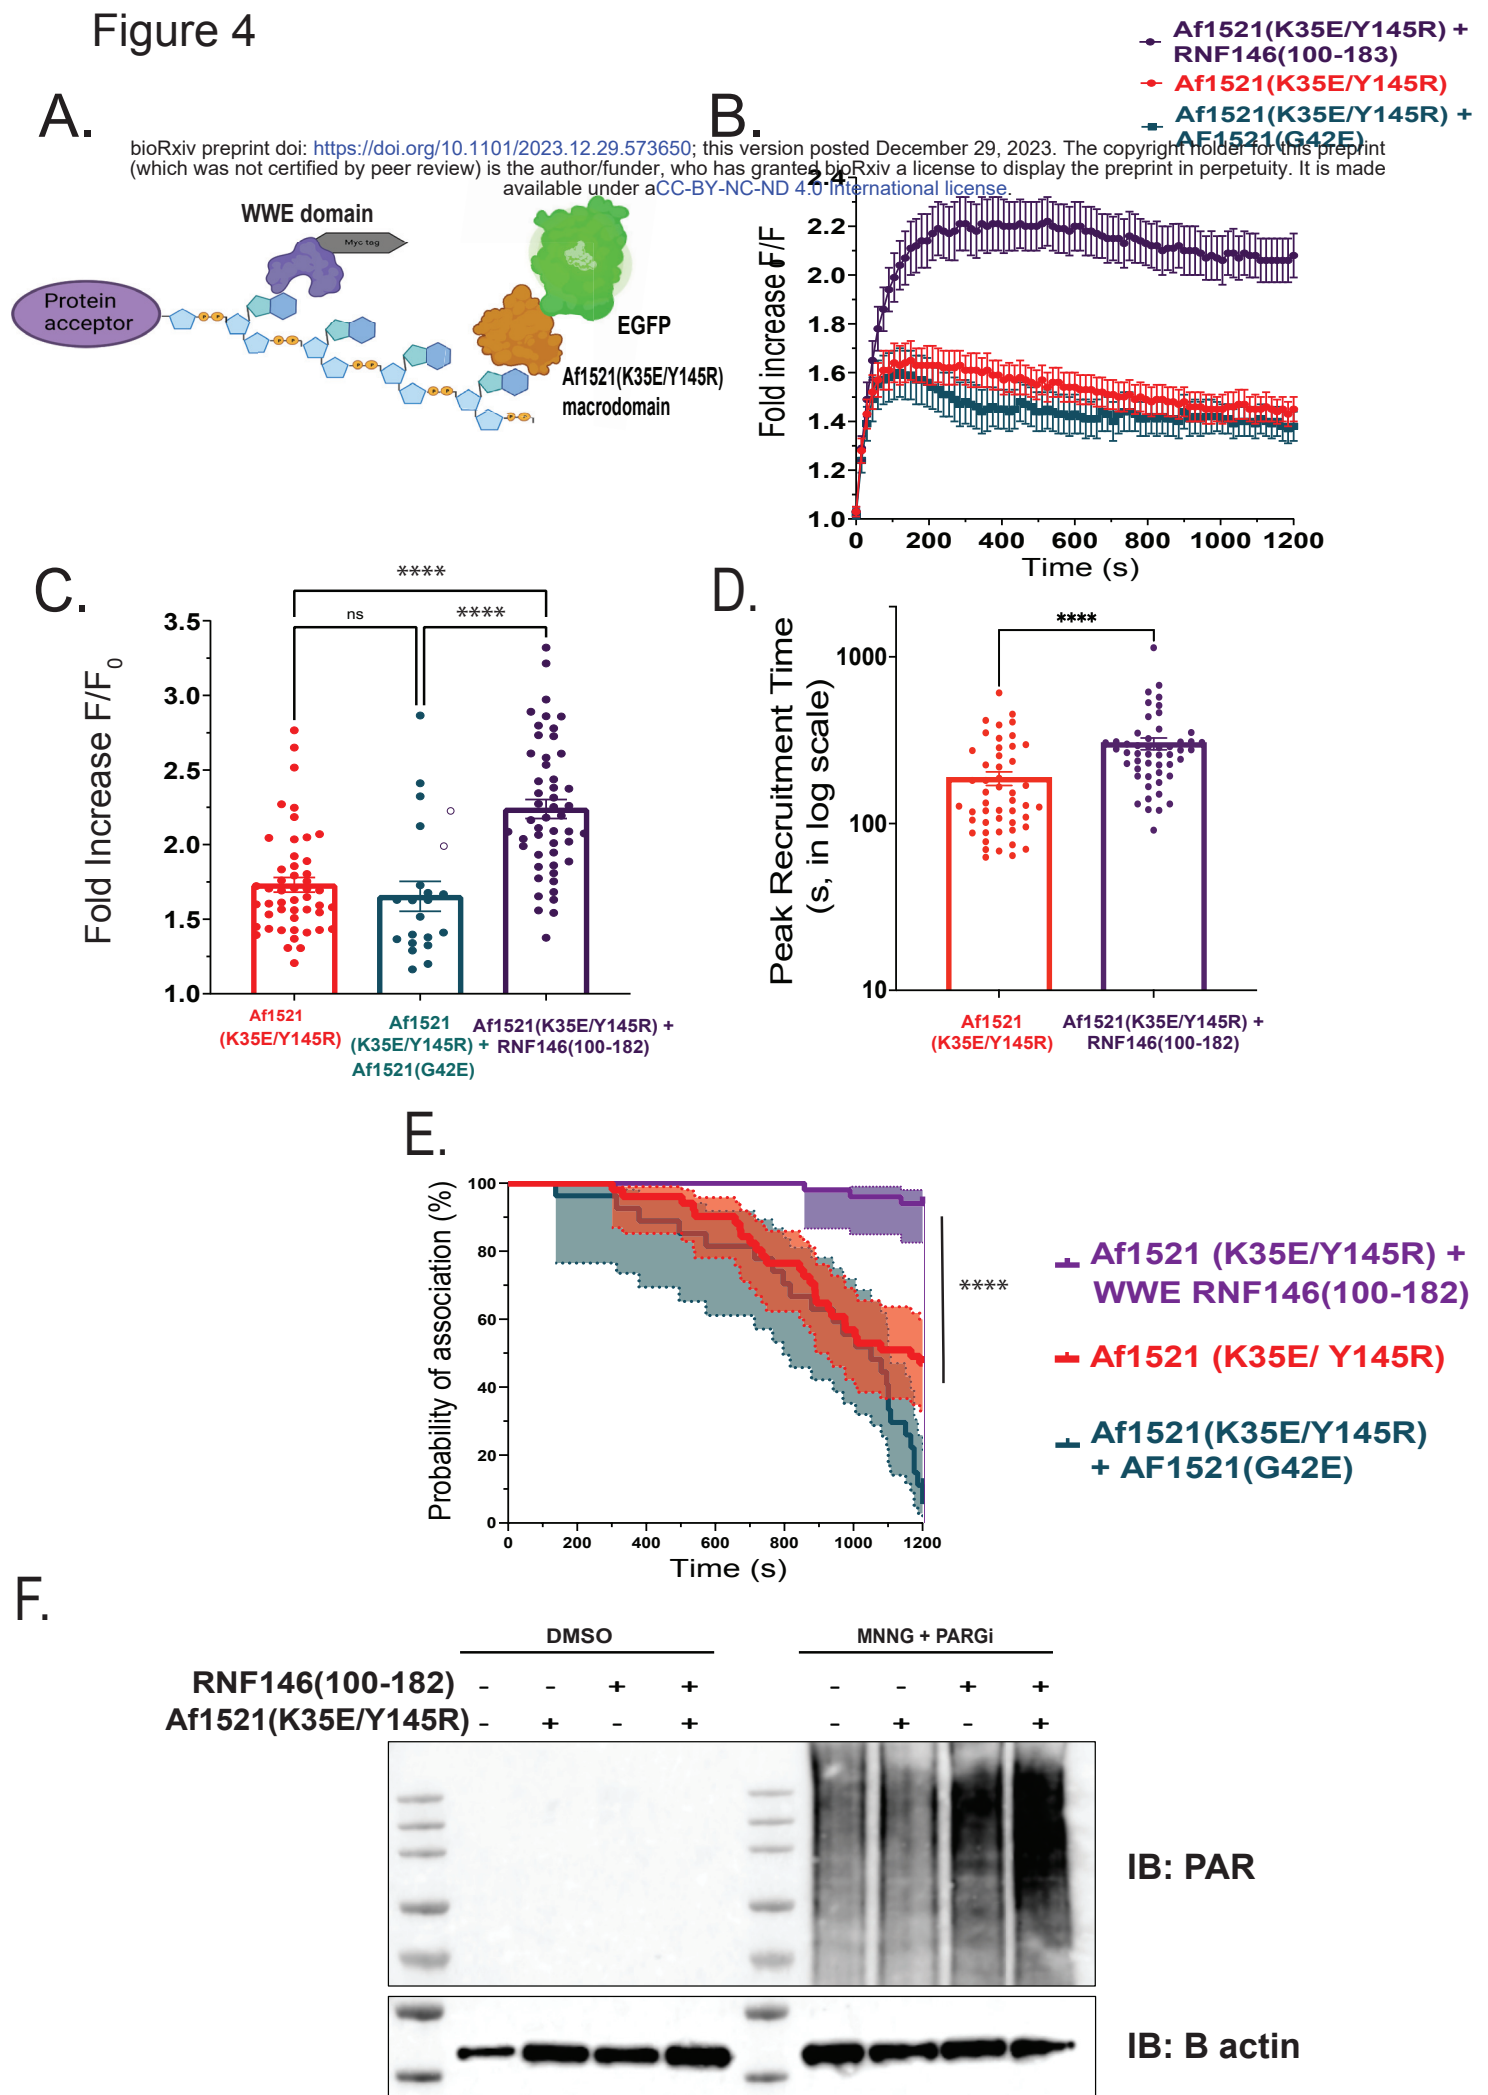 Figure 4
A.
B.
Af1521(K35E/Y145R) +
RNF146(100-183)
Af1521(K35E/Y145R)
Af1521(K35E/Y145R) +
AF1521(G42E)
bioRxiv preprint doi: https://doi.org/10.1101/2023.12.29.573650; this version posted December 29, 2023. The copyright holder for this preprint
(which was not certified by peer review) is the author/funder, who has granted bioRxiv a license to display the preprint in perpetuity. It is made
available under aCC-BY-NC-ND 4.0 International license.
WWE domain
Myc tag
Protein
acceptor
P P
P P
P P
P P
P P
EGFP
Af1521(K35E/Y145R)
macrodomain
Fold increase F/F0
2.4
2.2
2.0
1.8
1.6
1.4
1.2
1.0
0 200 400 600 800 1000 1200
Time (s)
C.
Fold Increase F/F0
3.5
3.0
2.5
2.0
1.5
1.0
****
ns
****
Af1521
(K35E/Y145R)
Af1521
(K35E/Y145R) +
Af1521(G42E)
Af1521(K35E/Y145R) +
RNF146(100-182)
D.
Peak Recruitment Time
(s, in log scale)
1000
100
10
****
Af1521
(K35E/Y145R)
Af1521(K35E/Y145R) +
RNF146(100-182)
E.
Probability of association (%)
100
80
60
40
20
0
0 200 400 600 800 1000 1200
Time (s)
****
Af1521 (K35E/Y145R) +
WWE RNF146(100-182)
Af1521 (K35E/ Y145R)
Af1521(K35E/Y145R)
+ AF1521(G42E)
F.
DMSO MNNG + PARGi
RNF146(100-182) - - + + - - + +
Af1521(K35E/Y145R) - + - + - + - +
IB: PAR
IB: B actin